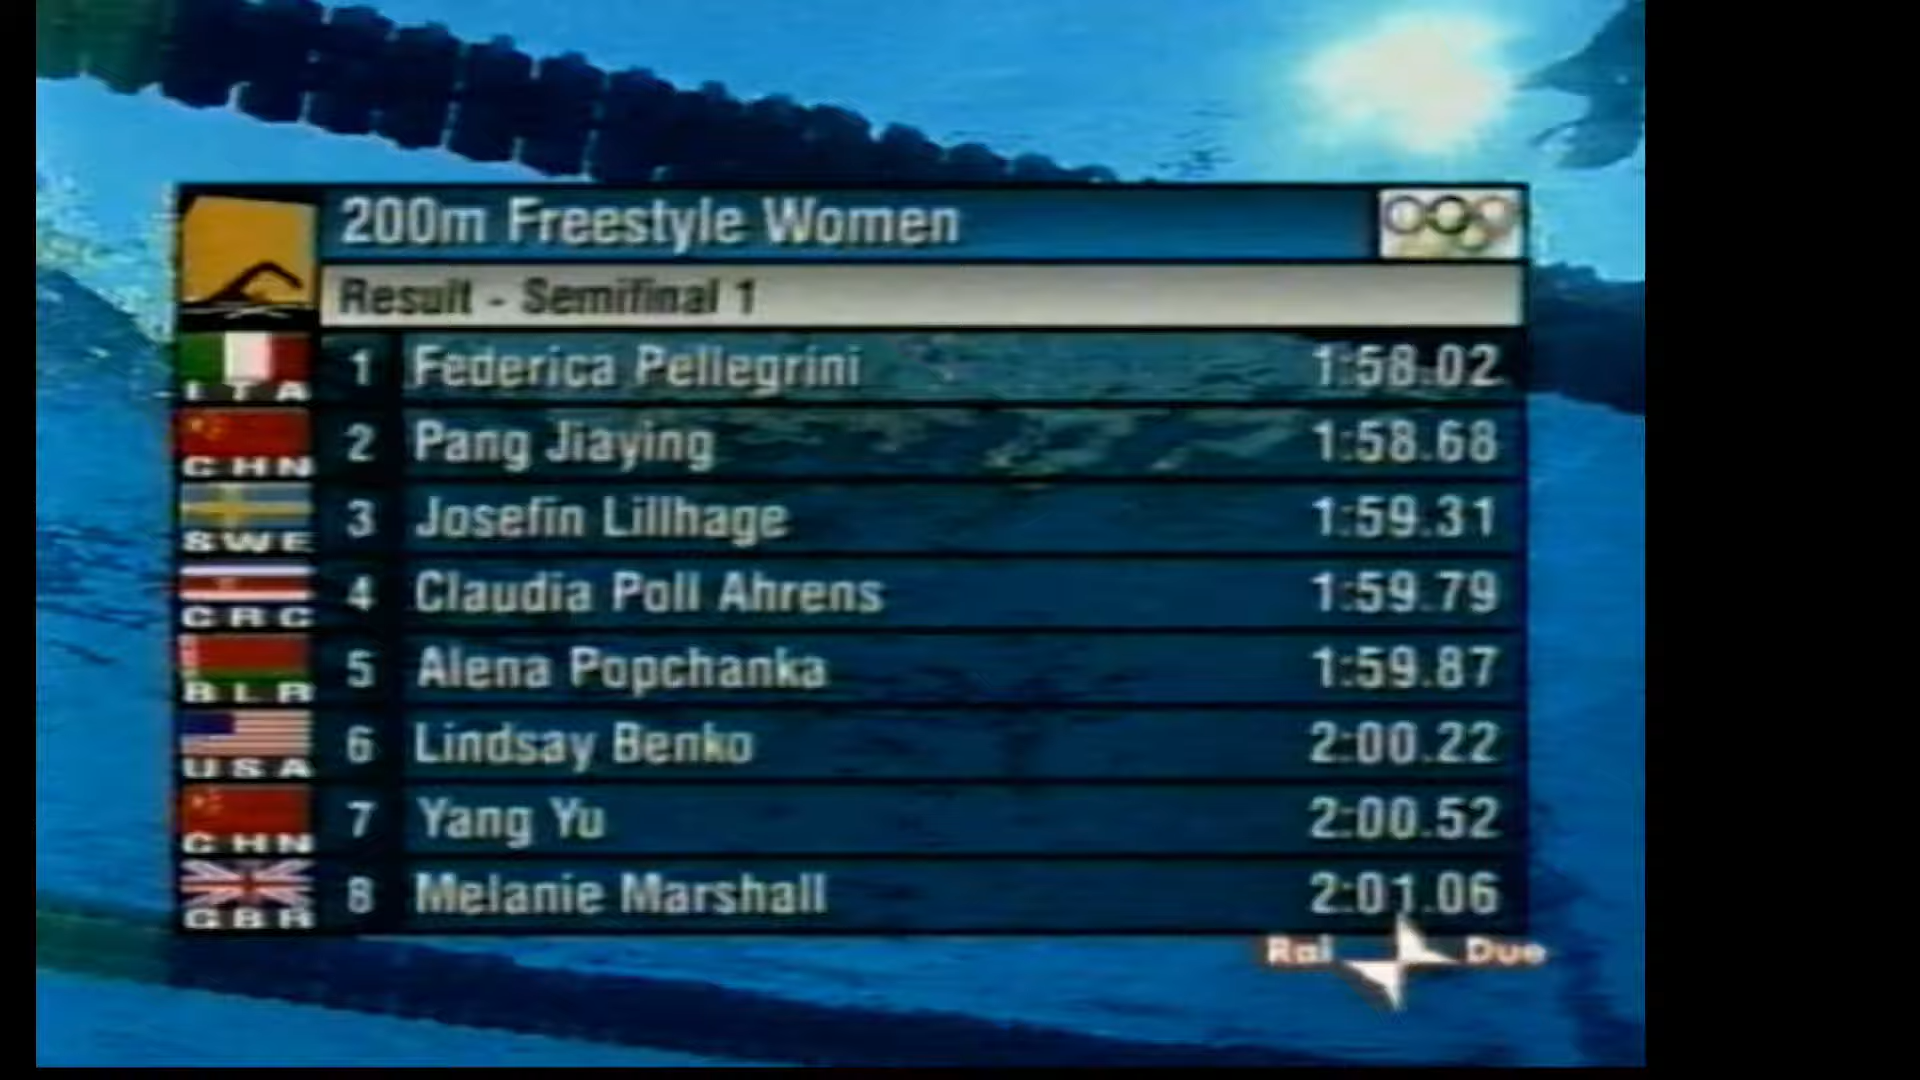 200m Freestyle Women
Result - Semifinal 1
ITA 1 Federica Pellegrini 1:58.02
CHN 2 Pang Jiaying 1:58.68
SWE 3 Josefin Lillhage 1:59.31
CRC 4 Claudia Poll Ahrens 1:59.79
BLR 5 Alena Popchanka 1:59.87
USA 6 Lindsay Benko 2:00.22
CHN 7 Yang Yu 2:00.52
GBR 8 Melanie Marshall 2:01.06
Rai Due